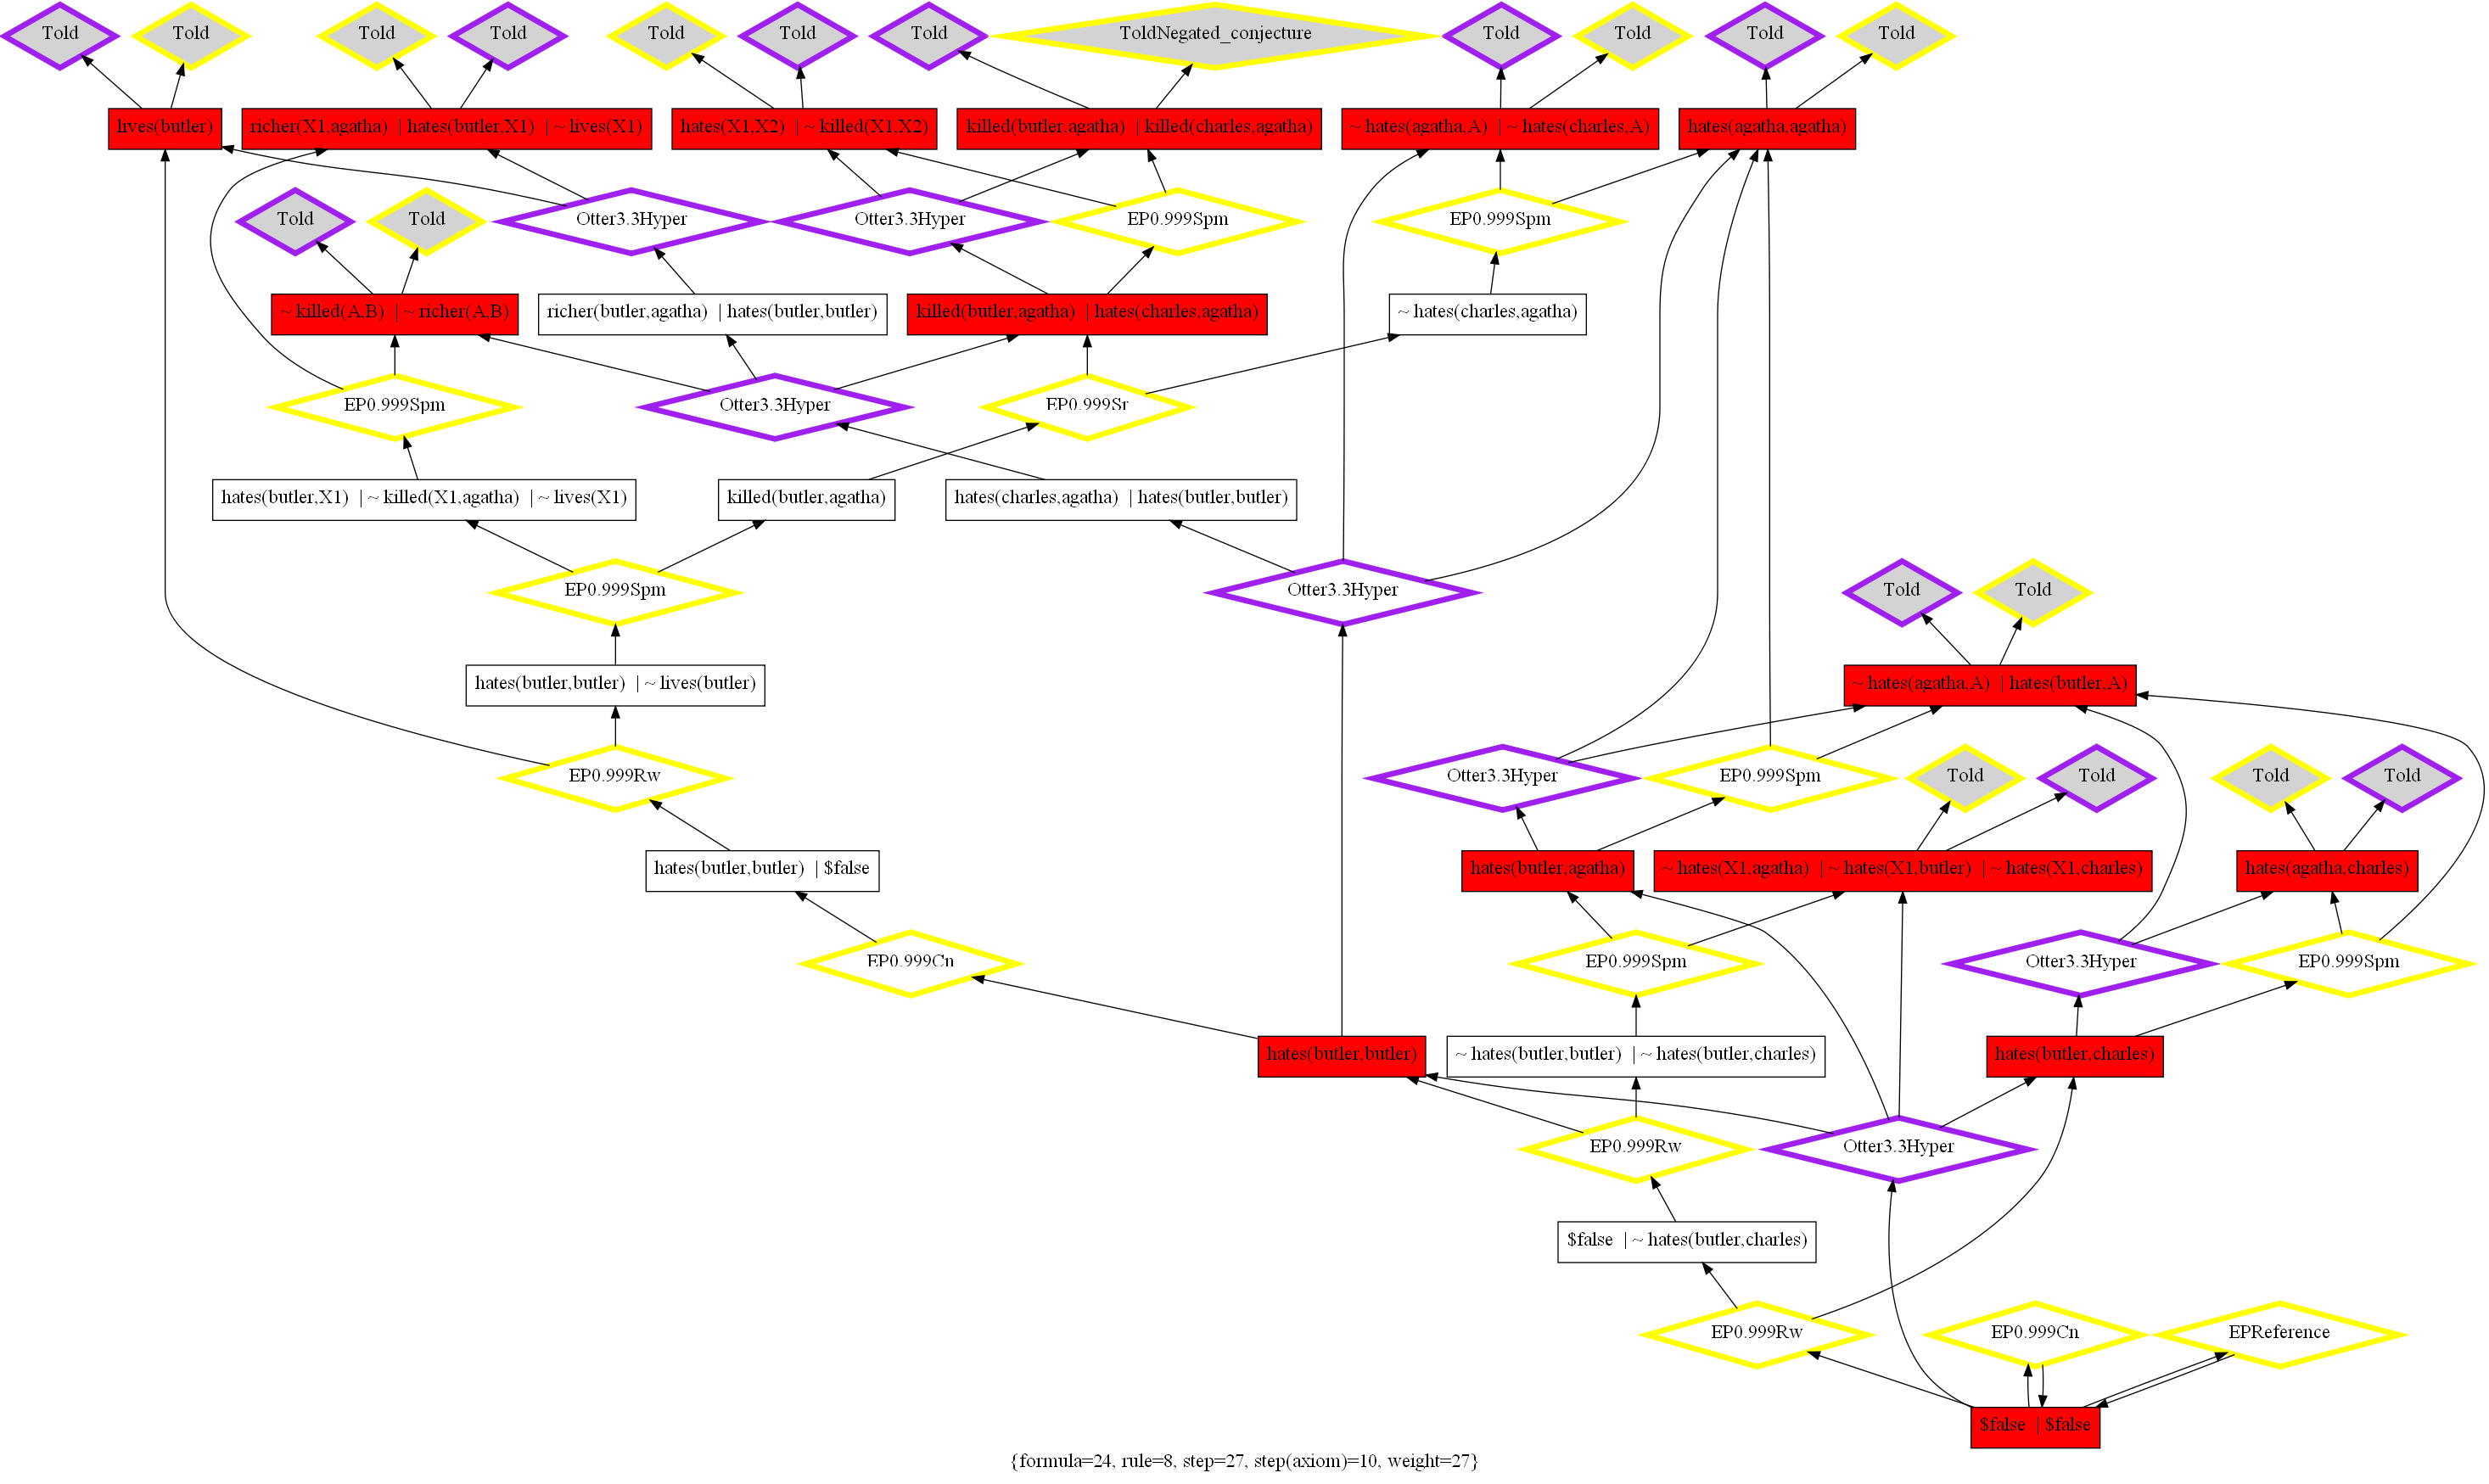 Told
Told
Told
Told
Told
Told
Told
ToldNegated_conjecture
Told
Told
Told
Told
lives(butler)
richer(X1,agatha) | hates(butler,X1) | ~ lives(X1)
hates(X1,X2) | ~ killed(X1,X2)
killed(butler,agatha) | killed(charles,agatha)
~ hates(agatha,A) | ~ hates(charles,A)
hates(agatha,agatha)
Told
Told
Otter3.3Hyper
Otter3.3Hyper
EP0.999Spm
EP0.999Spm
~ killed(A,B) | ~ richer(A,B)
richer(butler,agatha) | hates(butler,butler)
killed(butler,agatha) | hates(charles,agatha)
~ hates(charles,agatha)
EP0.999Spm
Otter3.3Hyper
EP0.999Sr
hates(butler,X1) | ~ killed(X1,agatha) | ~ lives(X1)
killed(butler,agatha)
hates(charles,agatha) | hates(butler,butler)
EP0.999Spm
Otter3.3Hyper
Told
Told
hates(butler,butler) | ~ lives(butler)
~ hates(agatha,A) | hates(butler,A)
EP0.999Rw
Otter3.3Hyper
EP0.999Spm
Told
Told
Told
Told
hates(butler,butler) | $false
hates(butler,agatha)
~ hates(X1,agatha) | ~ hates(X1,butler) | ~ hates(X1,charles)
hates(agatha,charles)
EP0.999Cn
EP0.999Spm
Otter3.3Hyper
EP0.999Spm
hates(butler,butler)
~ hates(butler,butler) | ~ hates(butler,charles)
hates(butler,charles)
EP0.999Rw
Otter3.3Hyper
$false | ~ hates(butler,charles)
EP0.999Rw
EP0.999Cn
EPReference
$false | $false
{formula=24, rule=8, step=27, step(axiom)=10, weight=27}